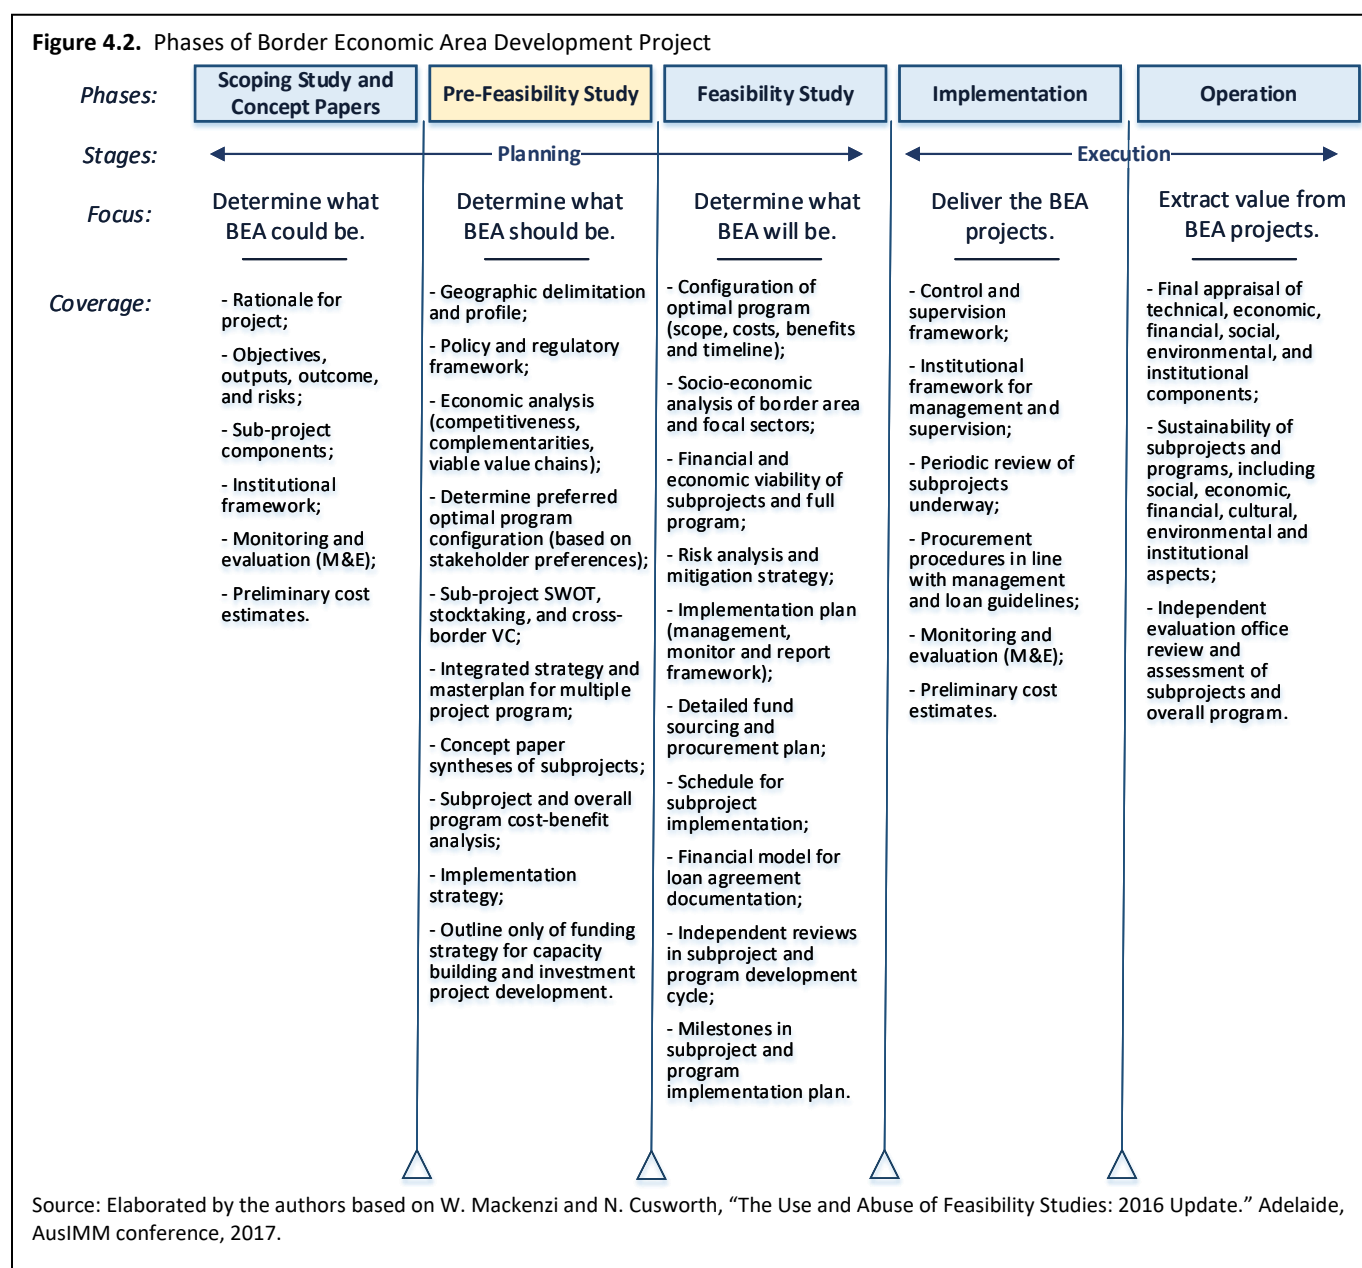 Figure 4.2. Phases of Border Economic Area Development Project
Phases:
Scoping Study and
Concept Papers
Pre-Feasibility Study
Feasibility Study
Implementation
Operation
Stages:
Planning
Execution
Focus:
Determine what
BEA could be.
Determine what
BEA should be.
Determine what
BEA will be.
Deliver the BEA
projects.
Extract value from
BEA projects.
Coverage:
- Rationale for
project;
- Objectives,
outputs, outcome,
and risks;
- Sub-project
components;
- Institutional
framework;
- Monitoring and
evaluation (M&E);
- Preliminary cost
estimates.
- Geographic delimitation
and profile;
- Policy and regulatory
framework;
- Economic analysis
(competitiveness,
complementarities,
viable value chains);
- Determine preferred
optimal program
configuration (based on
stakeholder preferences);
- Sub-project SWOT,
stocktaking, and cross-
border VC;
- Integrated strategy and
masterplan for multiple
project program;
- Concept paper
syntheses of subprojects;
- Subproject and overall
program cost-benefit
analysis;
- Implementation
strategy;
- Outline only of funding
strategy for capacity
building and investment
project development.
- Configuration of
optimal program
(scope, costs, benefits
and timeline);
- Socio-economic
analysis of border area
and focal sectors;
- Financial and
economic viability of
subprojects and full
program;
- Risk analysis and
mitigation strategy;
- Implementation plan
(management,
monitor and report
framework);
- Detailed fund
sourcing and
procurement plan;
- Schedule for
subproject
implementation;
- Financial model for
loan agreement
documentation;
- Independent reviews
in subproject and
program development
cycle;
- Milestones in
subproject and
program
implementation plan.
- Control and
supervision
framework;
- Institutional
framework for
management and
supervision;
- Periodic review of
subprojects
underway;
- Procurement
procedures in line
with management
and loan guidelines;
- Monitoring and
evaluation (M&E);
- Preliminary cost
estimates.
- Final appraisal of
technical, economic,
financial, social,
environmental, and
institutional
components;
- Sustainability of
subprojects and
programs, including
social, economic,
financial, cultural,
environmental and
institutional
aspects;
- Independent
evaluation office
review and
assessment of
subprojects and
overall program.
Source: Elaborated by the authors based on W. Mackenzi and N. Cusworth, “The Use and Abuse of Feasibility Studies: 2016 Update.” Adelaide,
AusIMM conference, 2017.